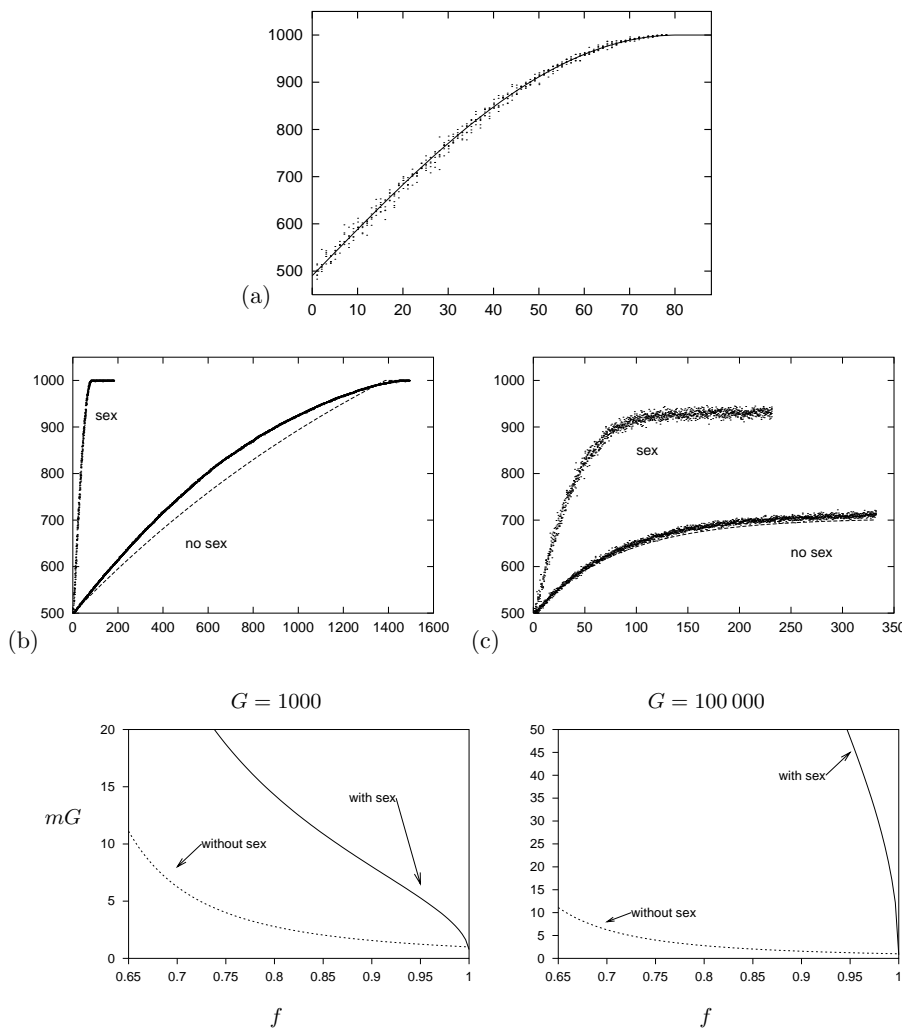 1000
900
800
700
600
500
0 10 20 30 40 50 60 70 80
(a)
1000
900
800
700
600
500
0 200 400 600 800 1000 1200 1400 1600
sex
no sex
(b)
1000
900
800
700
600
500
0 50 100 150 200 250 300 350
sex
no sex
(c)
G = 1000
20
15
10
5
0
0.65 0.7 0.75 0.8 0.85 0.9 0.95 1
mG
with sex
without sex
f
G = 100 000
50
45
40
35
30
25
20
15
10
5
0
0.65 0.7 0.75 0.8 0.85 0.9 0.95 1
with sex
without sex
f